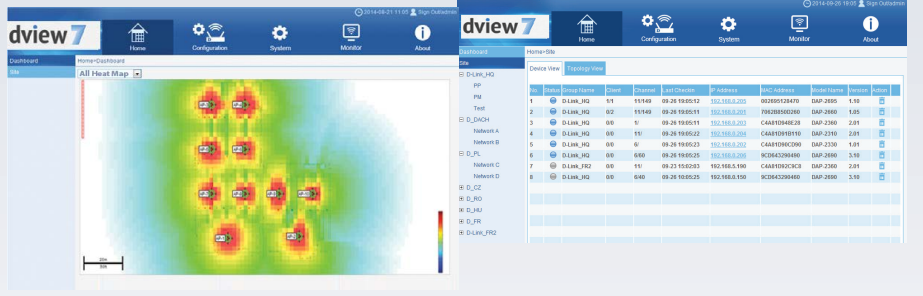 2014-08-21 11:05 Sign Out/admin
dview 7
Home
Configuration
System
Monitor
About
Dashboard
Site
Home>Dashboard
All Heat Map
2014-09-26 19:05 Sign Out/admin
dview 7
Home
Configuration
System
Monitor
About
Dashboard
Site
D-Link_HQ
PP
PM
Test
D_DACH
Network A
Network B
D_PL
Network C
Network D
D_CZ
D_RO
D_HU
D_FR
D-Link_FR2
Home>Site
Device View Topology View
No. Status Group Name Client Channel Last Checkin IP Address MAC Address Model Name Version Action
1 D-Link_HQ 1/1 11/149 09-26 19:05:12 192.168.0.205 002695128470 DAP-2695 1.10
2 D-Link_HQ 0/2 11/149 09-26 19:05:11 192.168.0.201 DAP-2660 1.05
3 D-Link_HQ 0/0 1/ 09-26 19:05:11 192.168.0.203 C4A81D946E28 DAP-2360 2.01
4 D-Link_HQ 0/0 11/ 09-26 19:05:22 192.168.0.204 C4A81D91B110 DAP-2310 2.01
5 D-Link_HQ 0/0 6/ 09-26 19:05:23 192.168.0.202 C4A81D90CD90 DAP-2330 1.01
6 D-Link_HQ 0/0 6/60 09-26 19:05:25 192.168.0.206 9CD643290490 DAP-2690 3.10
7 D-Link_FR2 0/0 11/ 09-23 15:02:03 192.168.5.190 C4A81D92C9C8 DAP-2360 2.01
8 D-Link_HQ 0/0 6/40 09-26 10:05:25 192.168.0.150 9CD643290460 DAP-2690 3.10